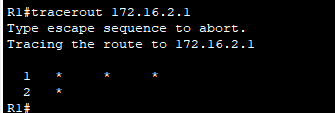 R1#tracerout 172.16.2.1
Type escape sequence to abort.
Tracing the route to 172.16.2.1
1 * * *
2 *
R1#